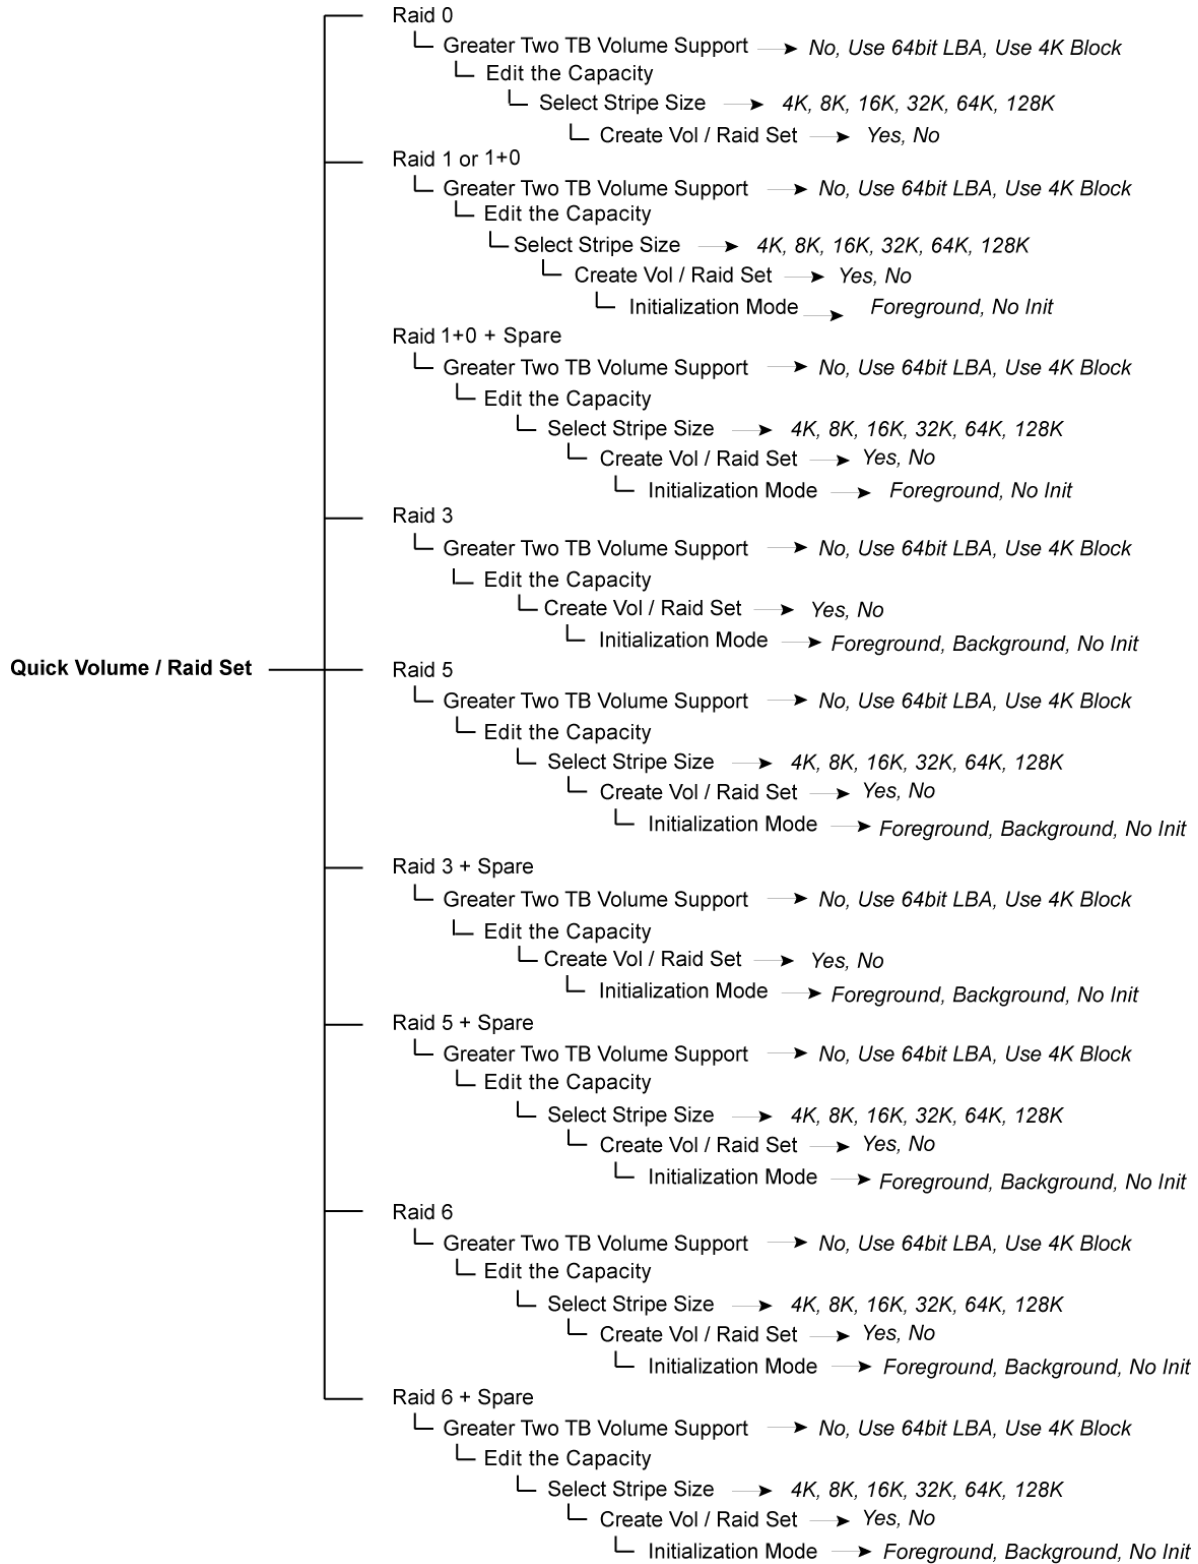 Raid 0
Greater Two TB Volume Support No, Use 64bit LBA, Use 4K Block
Edit the Capacity
Select Stripe Size 4K, 8K, 16K, 32K, 64K, 128K
Create Vol / Raid Set Yes, No
Raid 1 or 1+0
Greater Two TB Volume Support No, Use 64bit LBA, Use 4K Block
Edit the Capacity
Select Stripe Size 4K, 8K, 16K, 32K, 64K, 128K
Create Vol / Raid Set Yes, No
Initialization Mode Foreground, No Init
Raid 1+0 + Spare
Greater Two TB Volume Support No, Use 64bit LBA, Use 4K Block
Edit the Capacity
Select Stripe Size 4K, 8K, 16K, 32K, 64K, 128K
Create Vol / Raid Set Yes, No
Initialization Mode Foreground, No Init
Raid 3
Greater Two TB Volume Support No, Use 64bit LBA, Use 4K Block
Edit the Capacity
Create Vol / Raid Set Yes, No
Initialization Mode Foreground, Background, No Init
Quick Volume / Raid Set
Raid 5
Greater Two TB Volume Support No, Use 64bit LBA, Use 4K Block
Edit the Capacity
Select Stripe Size 4K, 8K, 16K, 32K, 64K, 128K
Create Vol / Raid Set Yes, No
Initialization Mode Foreground, Background, No Init
Raid 3 + Spare
Greater Two TB Volume Support No, Use 64bit LBA, Use 4K Block
Edit the Capacity
Create Vol / Raid Set Yes, No
Initialization Mode Foreground, Background, No Init
Raid 5 + Spare
Greater Two TB Volume Support No, Use 64bit LBA, Use 4K Block
Edit the Capacity
Select Stripe Size 4K, 8K, 16K, 32K, 64K, 128K
Create Vol / Raid Set Yes, No
Initialization Mode Foreground, Background, No Init
Raid 6
Greater Two TB Volume Support No, Use 64bit LBA, Use 4K Block
Edit the Capacity
Select Stripe Size 4K, 8K, 16K, 32K, 64K, 128K
Create Vol / Raid Set Yes, No
Initialization Mode Foreground, Background, No Init
Raid 6 + Spare
Greater Two TB Volume Support No, Use 64bit LBA, Use 4K Block
Edit the Capacity
Select Stripe Size 4K, 8K, 16K, 32K, 64K, 128K
Create Vol / Raid Set Yes, No
Initialization Mode Foreground, Background, No Init